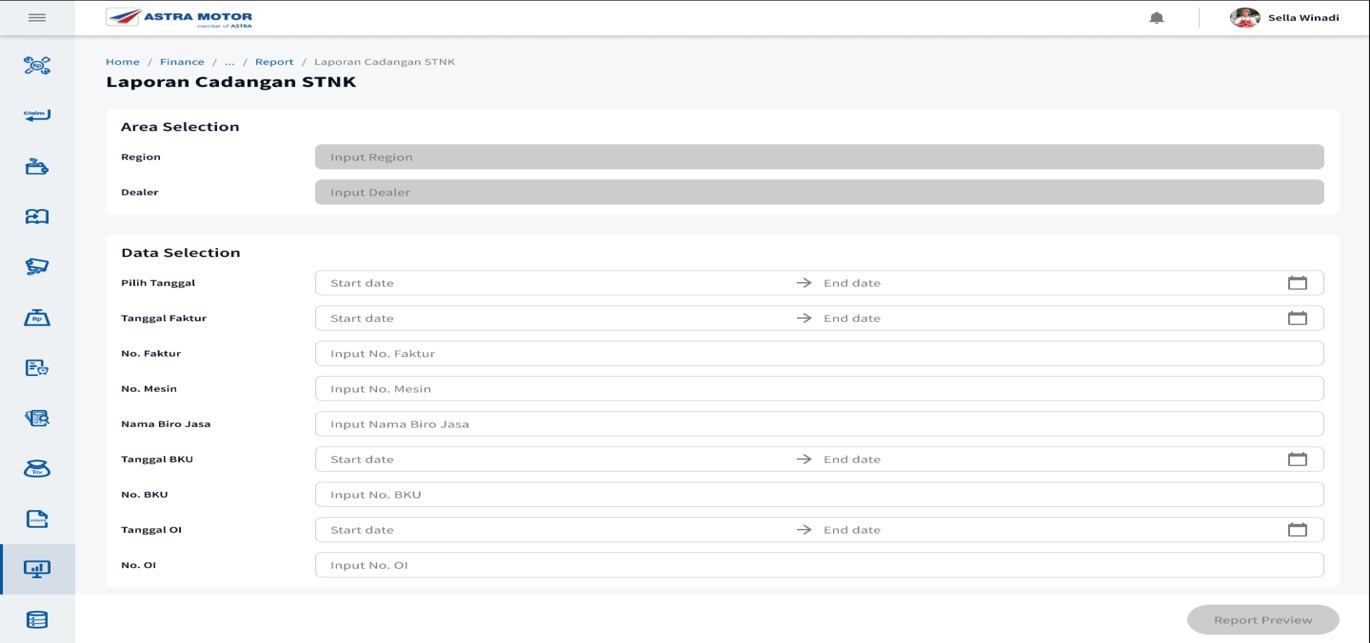 ASTRA MOTOR
member of ASTRA
Sella Winadi
Home / Finance / ... / Report / Laporan Cadangan STNK
Laporan Cadangan STNK
Area Selection
Region Input Region
Dealer Input Dealer
Data Selection
Pilih Tanggal Start date → End date
Tanggal Faktur Start date → End date
No. Faktur Input No. Faktur
No. Mesin Input No. Mesin
Nama Biro Jasa Input Nama Biro Jasa
Tanggal BKU Start date → End date
No. BKU Input No. BKU
Tanggal OI Start date → End date
No. OI Input No. OI
Report Preview
Rp
Claim
Rp
Tax